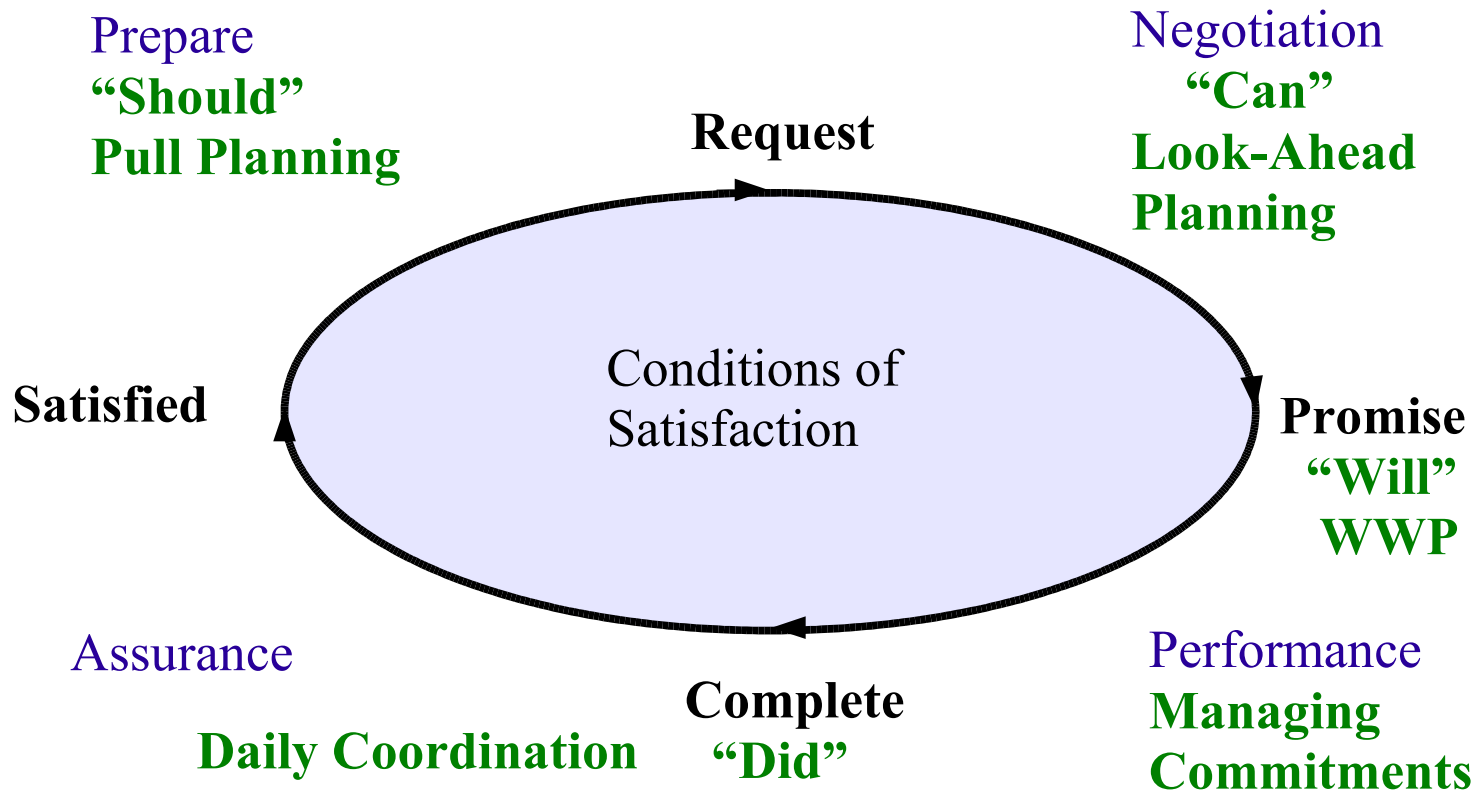 Prepare
“Should”
Pull Planning
Request
Negotiation
“Can”
Look-Ahead
Planning
Satisfied
Conditions of
Satisfaction
Promise
“Will”
WWP
Assurance
Daily Coordination
Complete
“Did”
Performance
Managing
Commitments